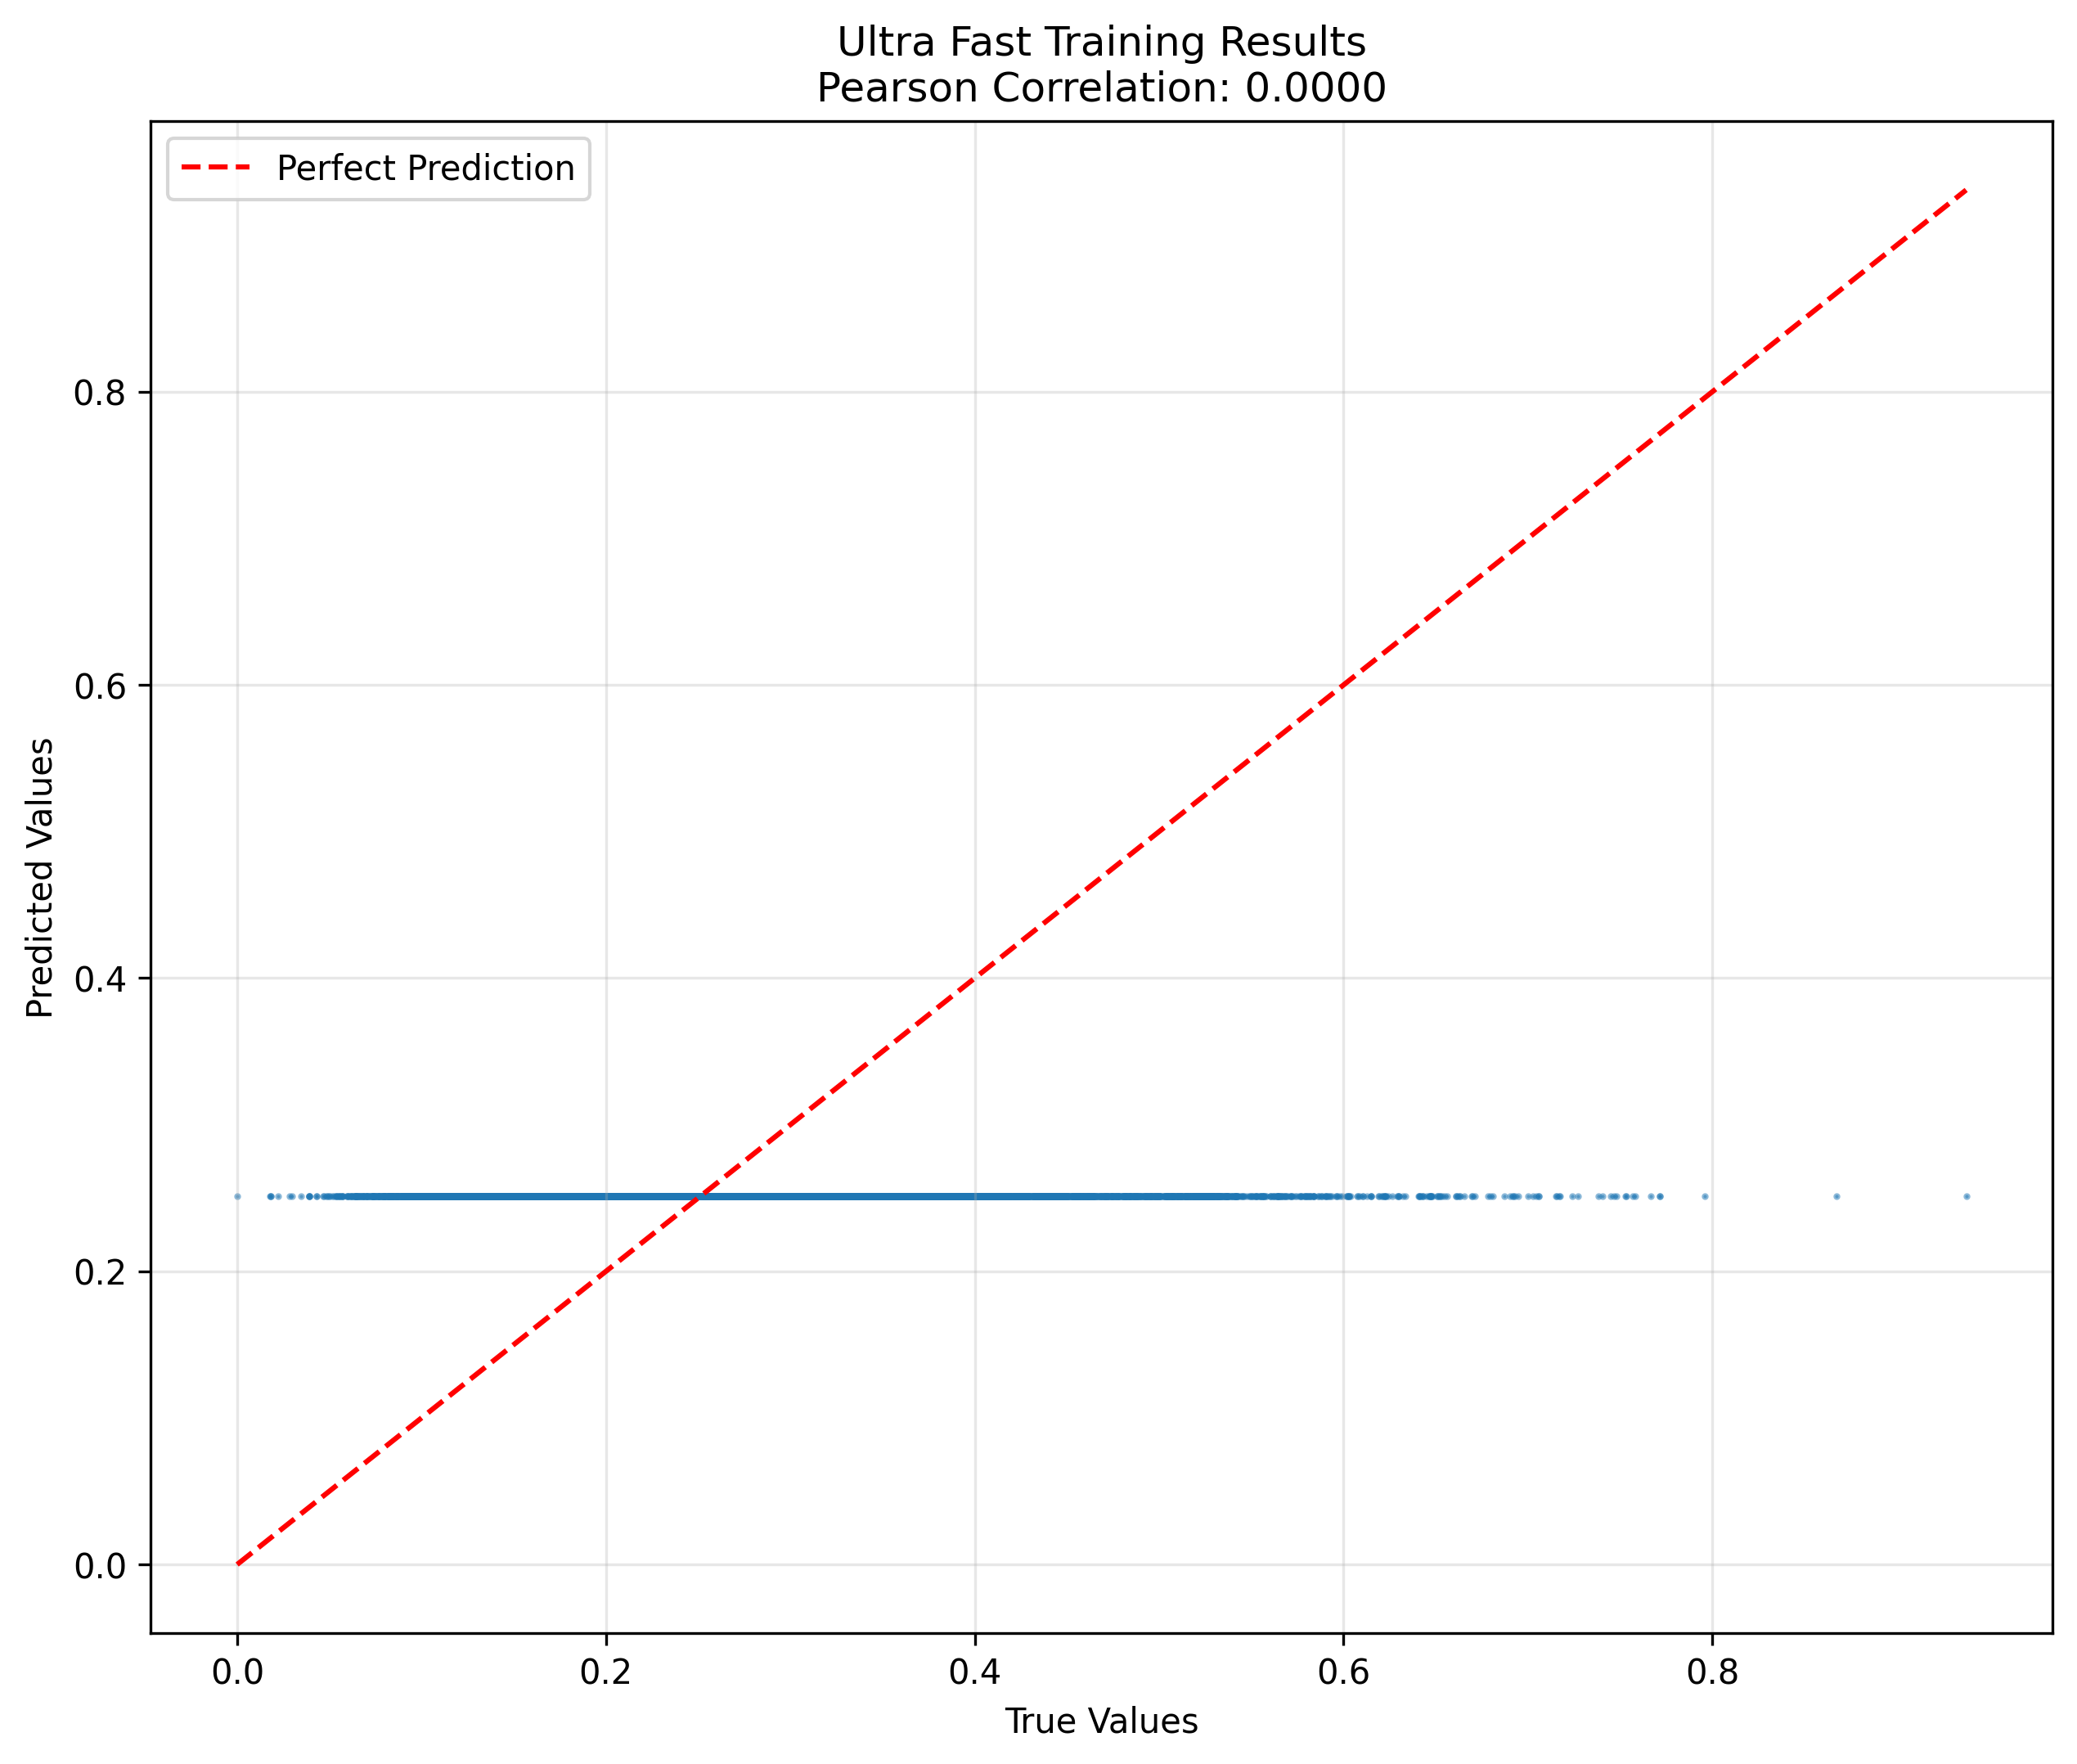 Ultra Fast Training Results
Pearson Correlation: 0.0000
Perfect Prediction
Predicted Values
0.8
0.6
0.4
0.2
0.0
0.0 0.2 0.4 0.6 0.8
True Values